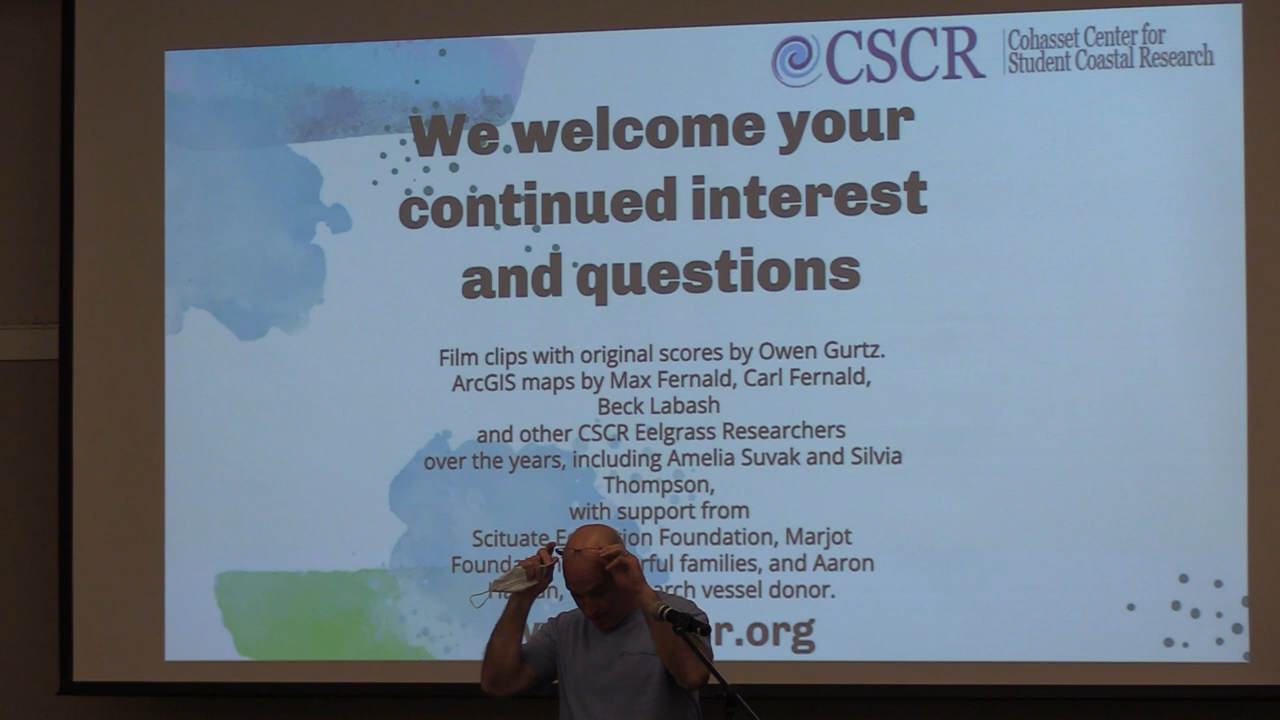 CSCR
Cohasset Center for
Student Coastal Research
We welcome your
continued interest
and questions
Film clips with original scores by Owen Gurtz.
ArcGIS maps by Max Fernald, Carl Fernald,
Beck Labash
and other CSCR Eelgrass Researchers
over the years, including Amelia Suvak and Silvia
Thompson,
with support from
Scituate Foundation, Marjot
families, and Aaron
vessel donor.
r.org